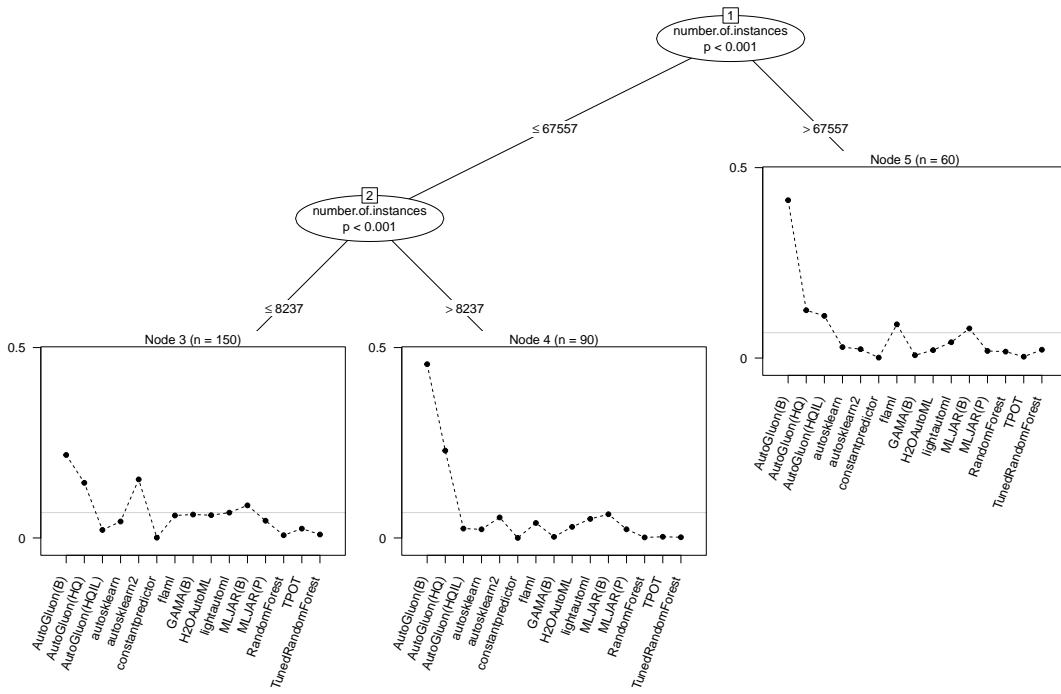 1
number.of.instances
p < 0.001
≤ 67557
> 67557
2
number.of.instances
p < 0.001
≤ 8237
> 8237
Node 3 (n = 150)
0.5
0
AutoGluon(B)
AutoGluon(HQ)
AutoGluon(HQIL)
autosklearn
autosklearn2
constantpredictor
flaml
GAMA(B)
H2OAutoML
lightautoml
MLJAR(B)
MLJAR(P)
RandomForest
TPOT
TunedRandomForest
Node 4 (n = 90)
0.5
0
AutoGluon(B)
AutoGluon(HQ)
AutoGluon(HQIL)
autosklearn
autosklearn2
constantpredictor
flaml
GAMA(B)
H2OAutoML
lightautoml
MLJAR(B)
MLJAR(P)
RandomForest
TPOT
TunedRandomForest
Node 5 (n = 60)
0.5
0
AutoGluon(B)
AutoGluon(HQ)
AutoGluon(HQIL)
autosklearn
autosklearn2
constantpredictor
flaml
GAMA(B)
H2OAutoML
lightautoml
MLJAR(B)
MLJAR(P)
RandomForest
TPOT
TunedRandomForest